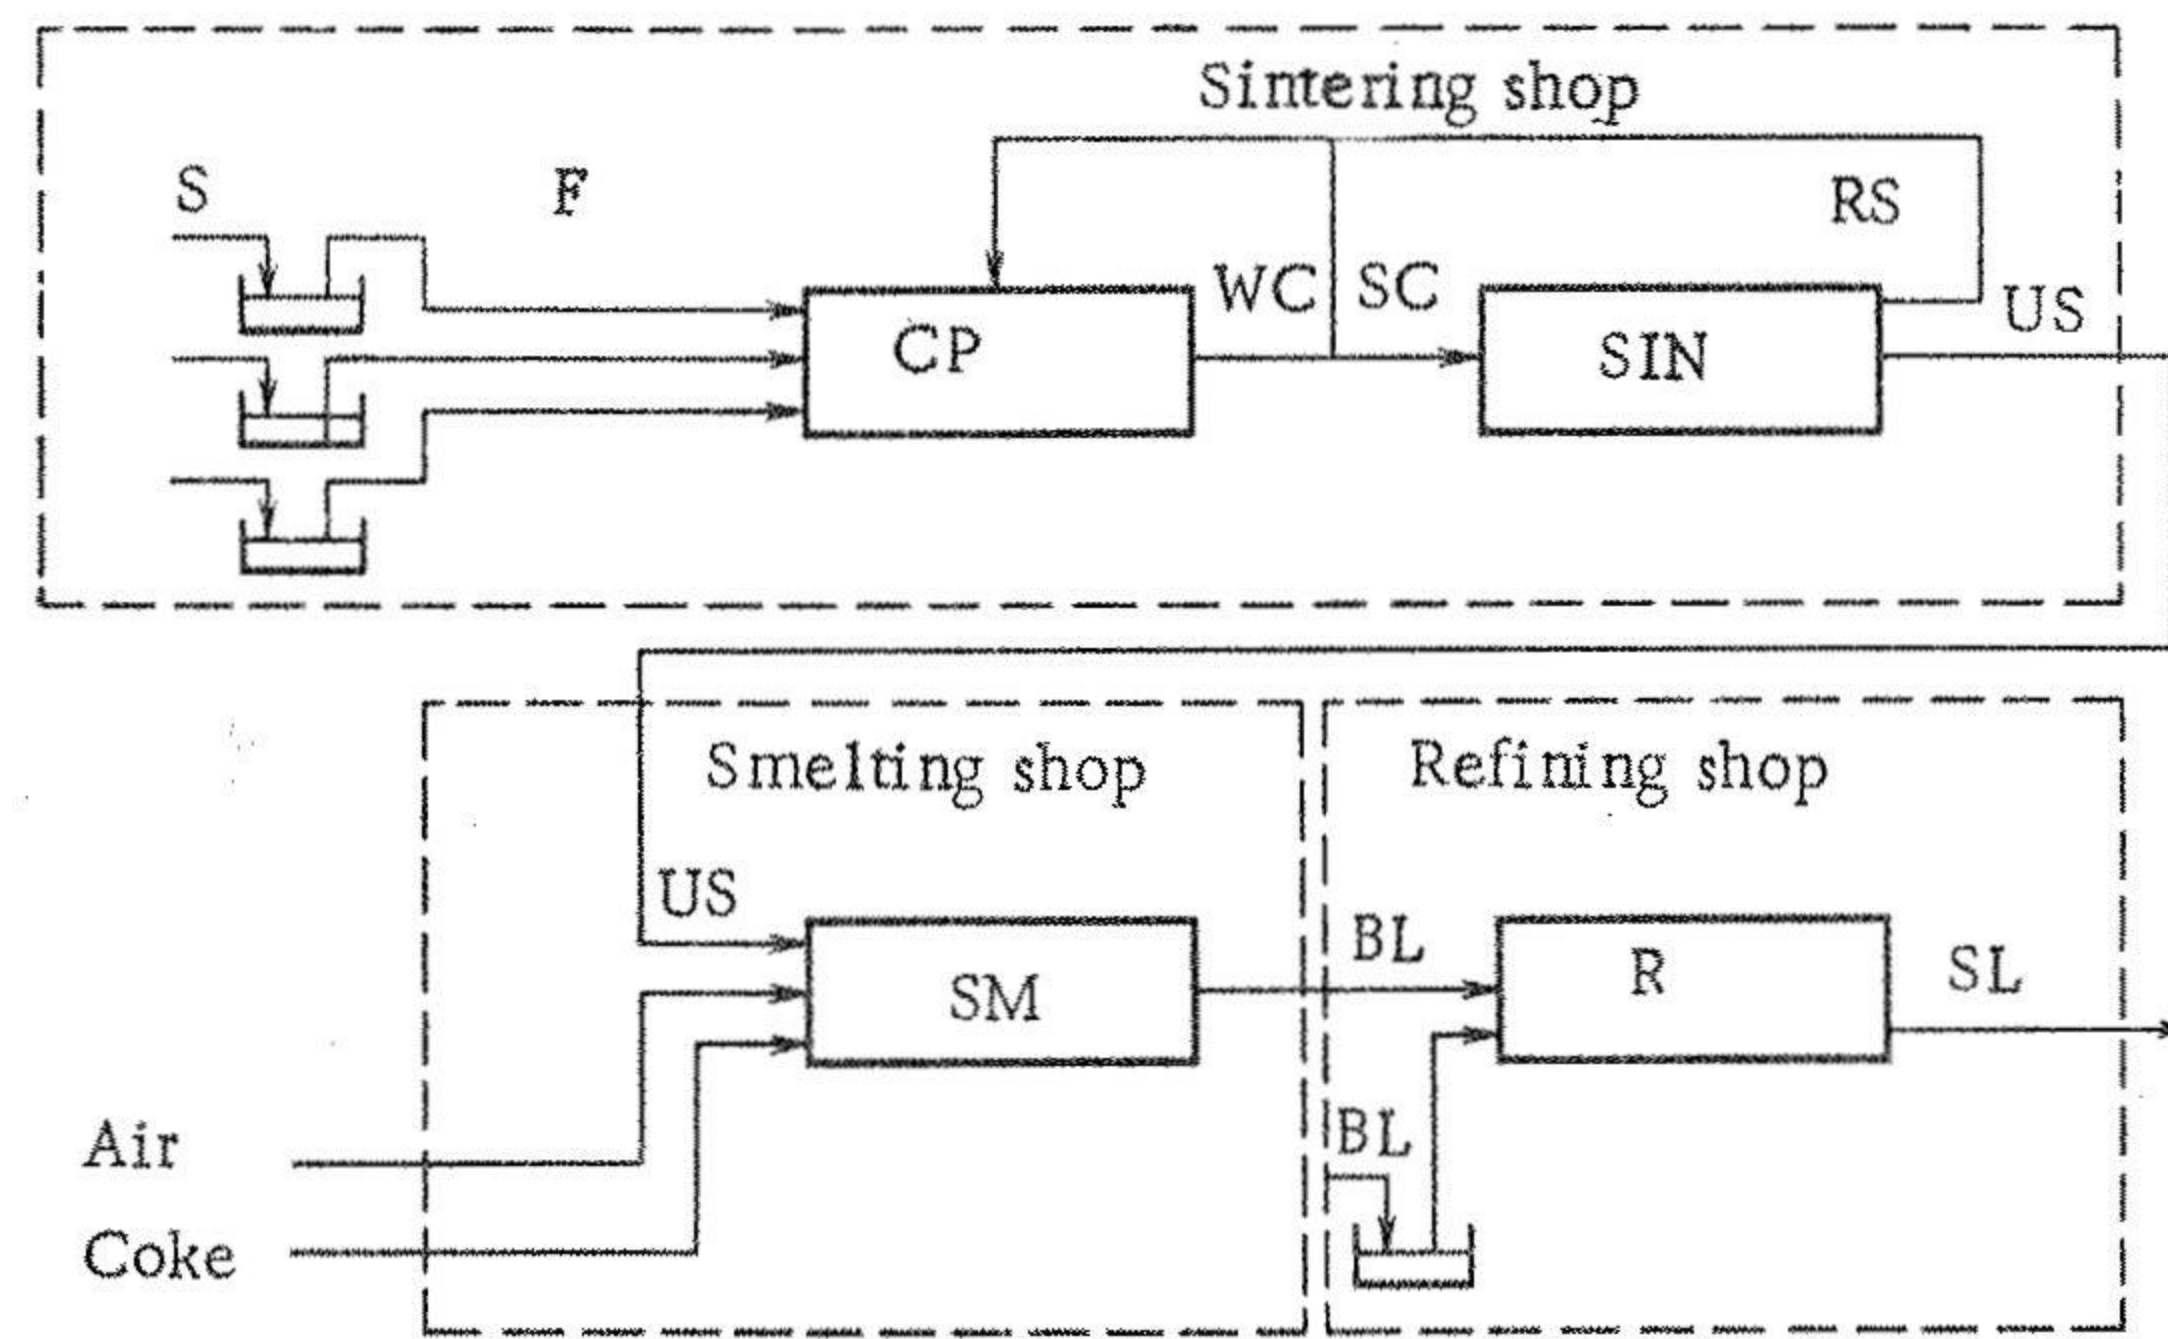 Sintering shop
S
F
RS
WC
SC
US
CP
SIN
Smelting shop
Refining shop
US
BL
SM
R
SL
BL
Air
Coke